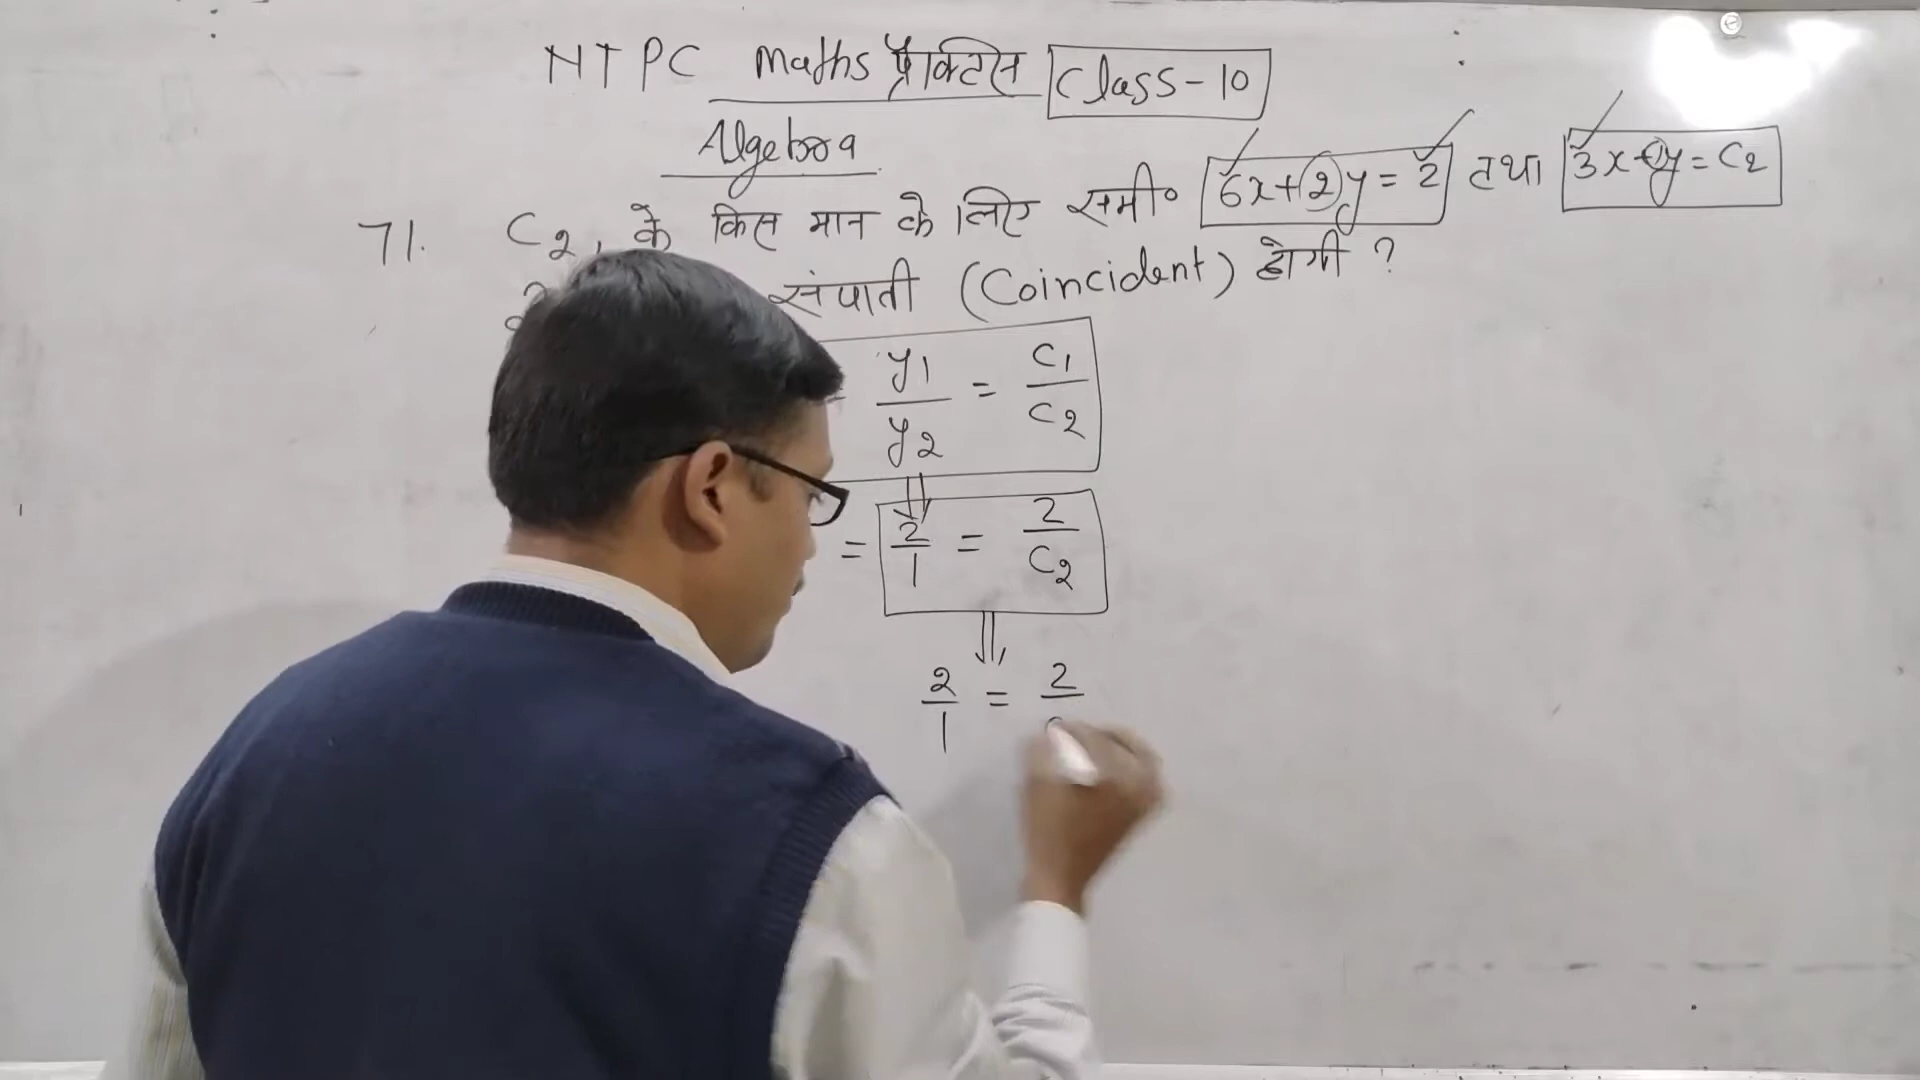 NTPC Maths प्रैक्टिस Class-10
Algebra
71. C2, के किस मान के लिए समी० 6x+2y=2 तथा 3x+y=C2
संपाती (Coincident) होगी ?
y1/y2 = C1/C2
= 2/1 = 2/C2
2/1 = 2/